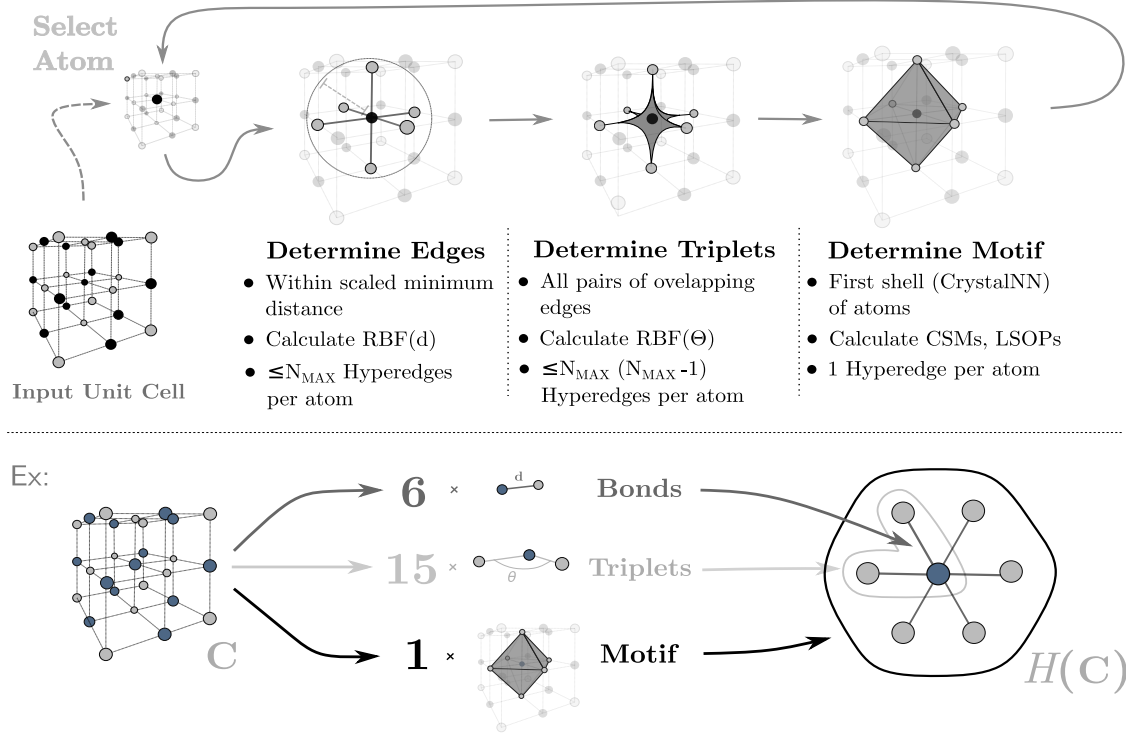 Select
Atom
Input Unit Cell
Determine Edges
● Within scaled minimum
distance
● Calculate RBF(d)
● ≤N_MAX Hyperedges
per atom
Determine Triplets
● All pairs of ovelapping
edges
● Calculate RBF(Θ)
● ≤N_MAX (N_MAX-1)
Hyperedges per atom
Determine Motif
● First shell (CrystalNN)
of atoms
● Calculate CSMs, LSOPs
● 1 Hyperedge per atom
Ex:
C
6 × d Bonds
15 × θ Triplets
1 × Motif
H(C)